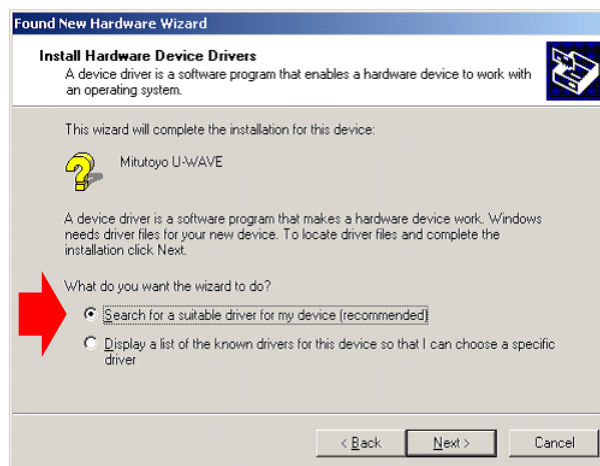 Found New Hardware Wizard
Install Hardware Device Drivers
A device driver is a software program that enables a hardware device to work with
an operating system.
This wizard will complete the installation for this device:
Mitutoyo U-WAVE
A device driver is a software program that makes a hardware device work. Windows
needs driver files for your new device. To locate driver files and complete the
installation click Next.
What do you want the wizard to do?
Search for a suitable driver for my device (recommended)
Display a list of the known drivers for this device so that I can choose a specific
driver
< Back Next > Cancel